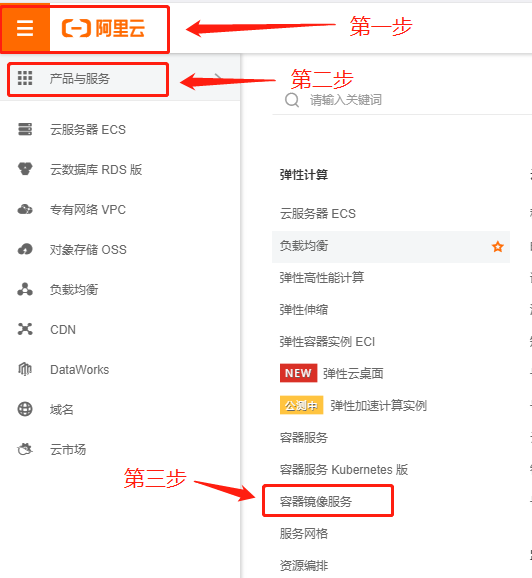 阿里云
第一步
产品与服务
第二步
请输入关键词
云服务器 ECS
云数据库 RDS 版
专有网络 VPC
对象存储 OSS
负载均衡
CDN
DataWorks
域名
云市场
弹性计算
云服务器 ECS
负载均衡
弹性高性能计算
弹性伸缩
弹性容器实例 ECI
NEW 弹性云桌面
公测中 弹性加速计算实例
容器服务
容器服务 Kubernetes 版
第三步
容器镜像服务
服务网格
资源编排